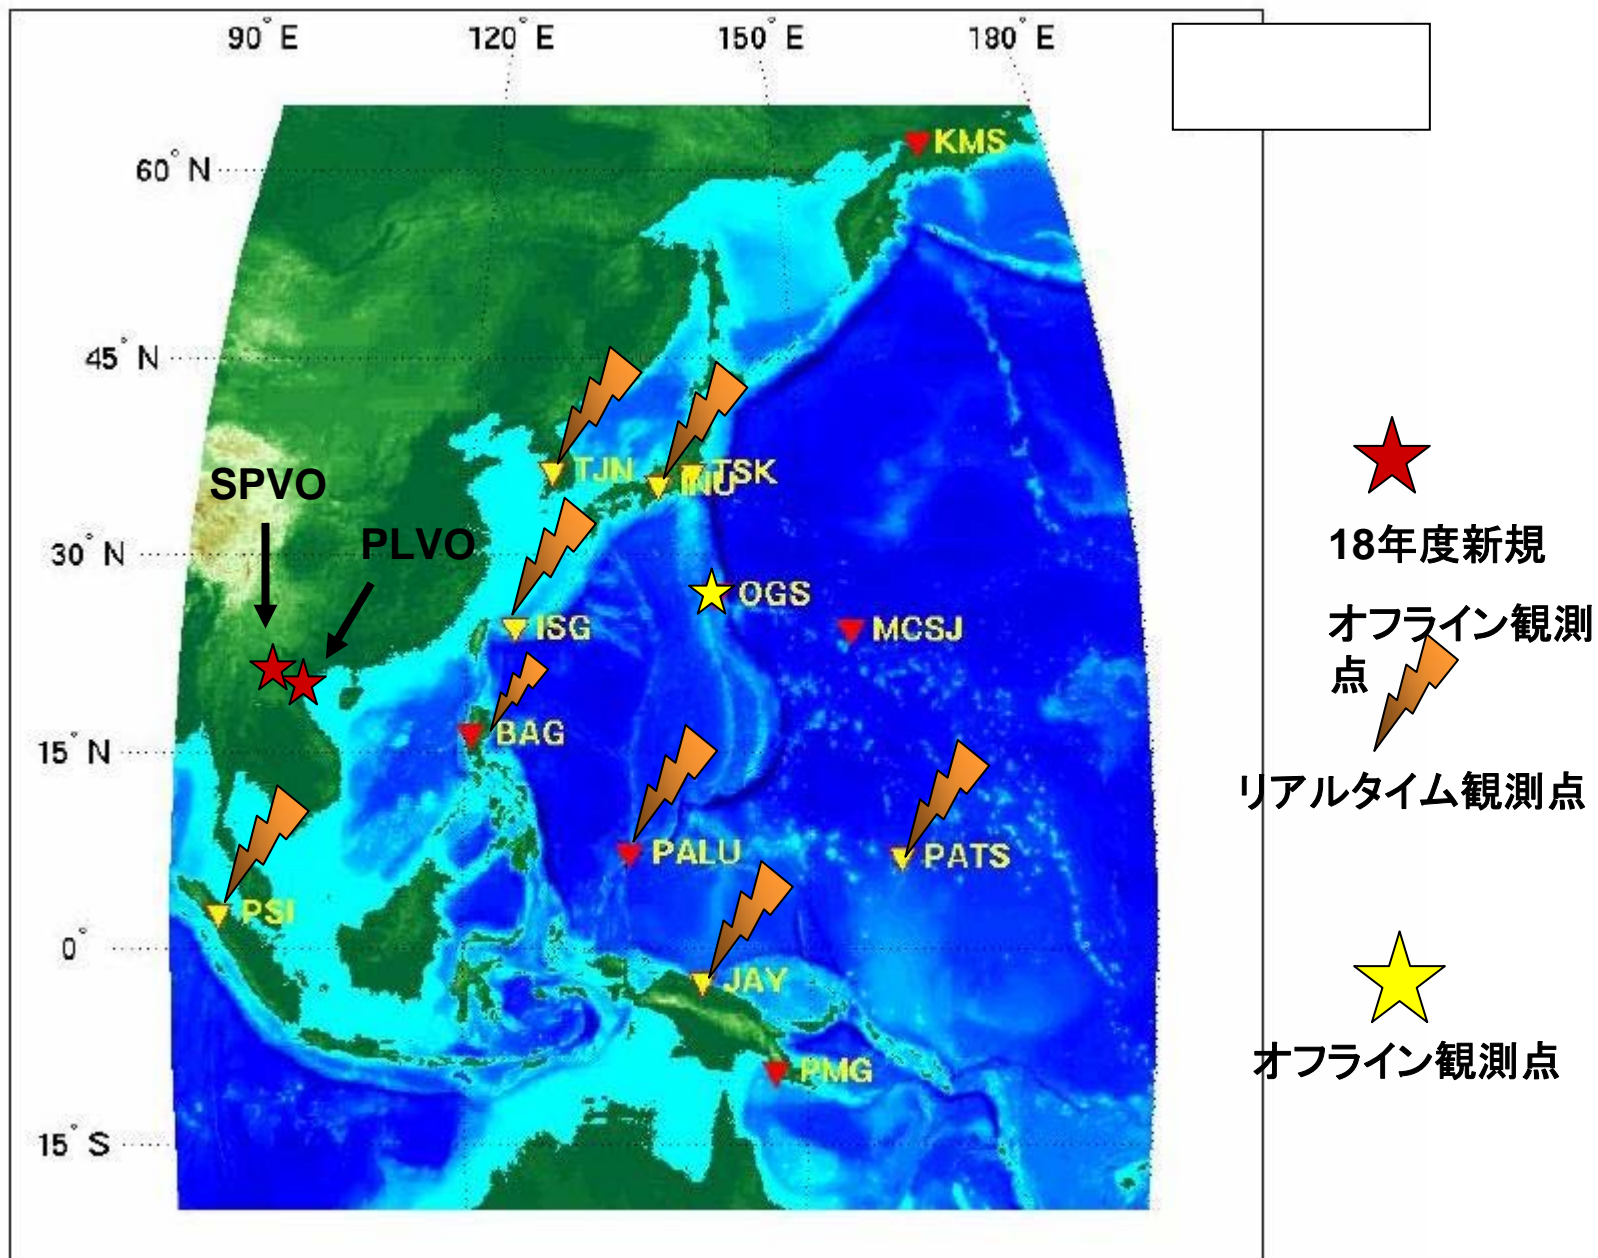 90° E
120° E
150° E
180° E
60° N
45° N
30° N
15° N
0°
15° S
KMS
TJN
INU
TSK
SPVO
PLVO
OGS
ISG
MCSJ
BAG
PALU
PATS
PSI
JAY
PMG
18年度新規
オフライン観測
点
リアルタイム観測点
オフライン観測点